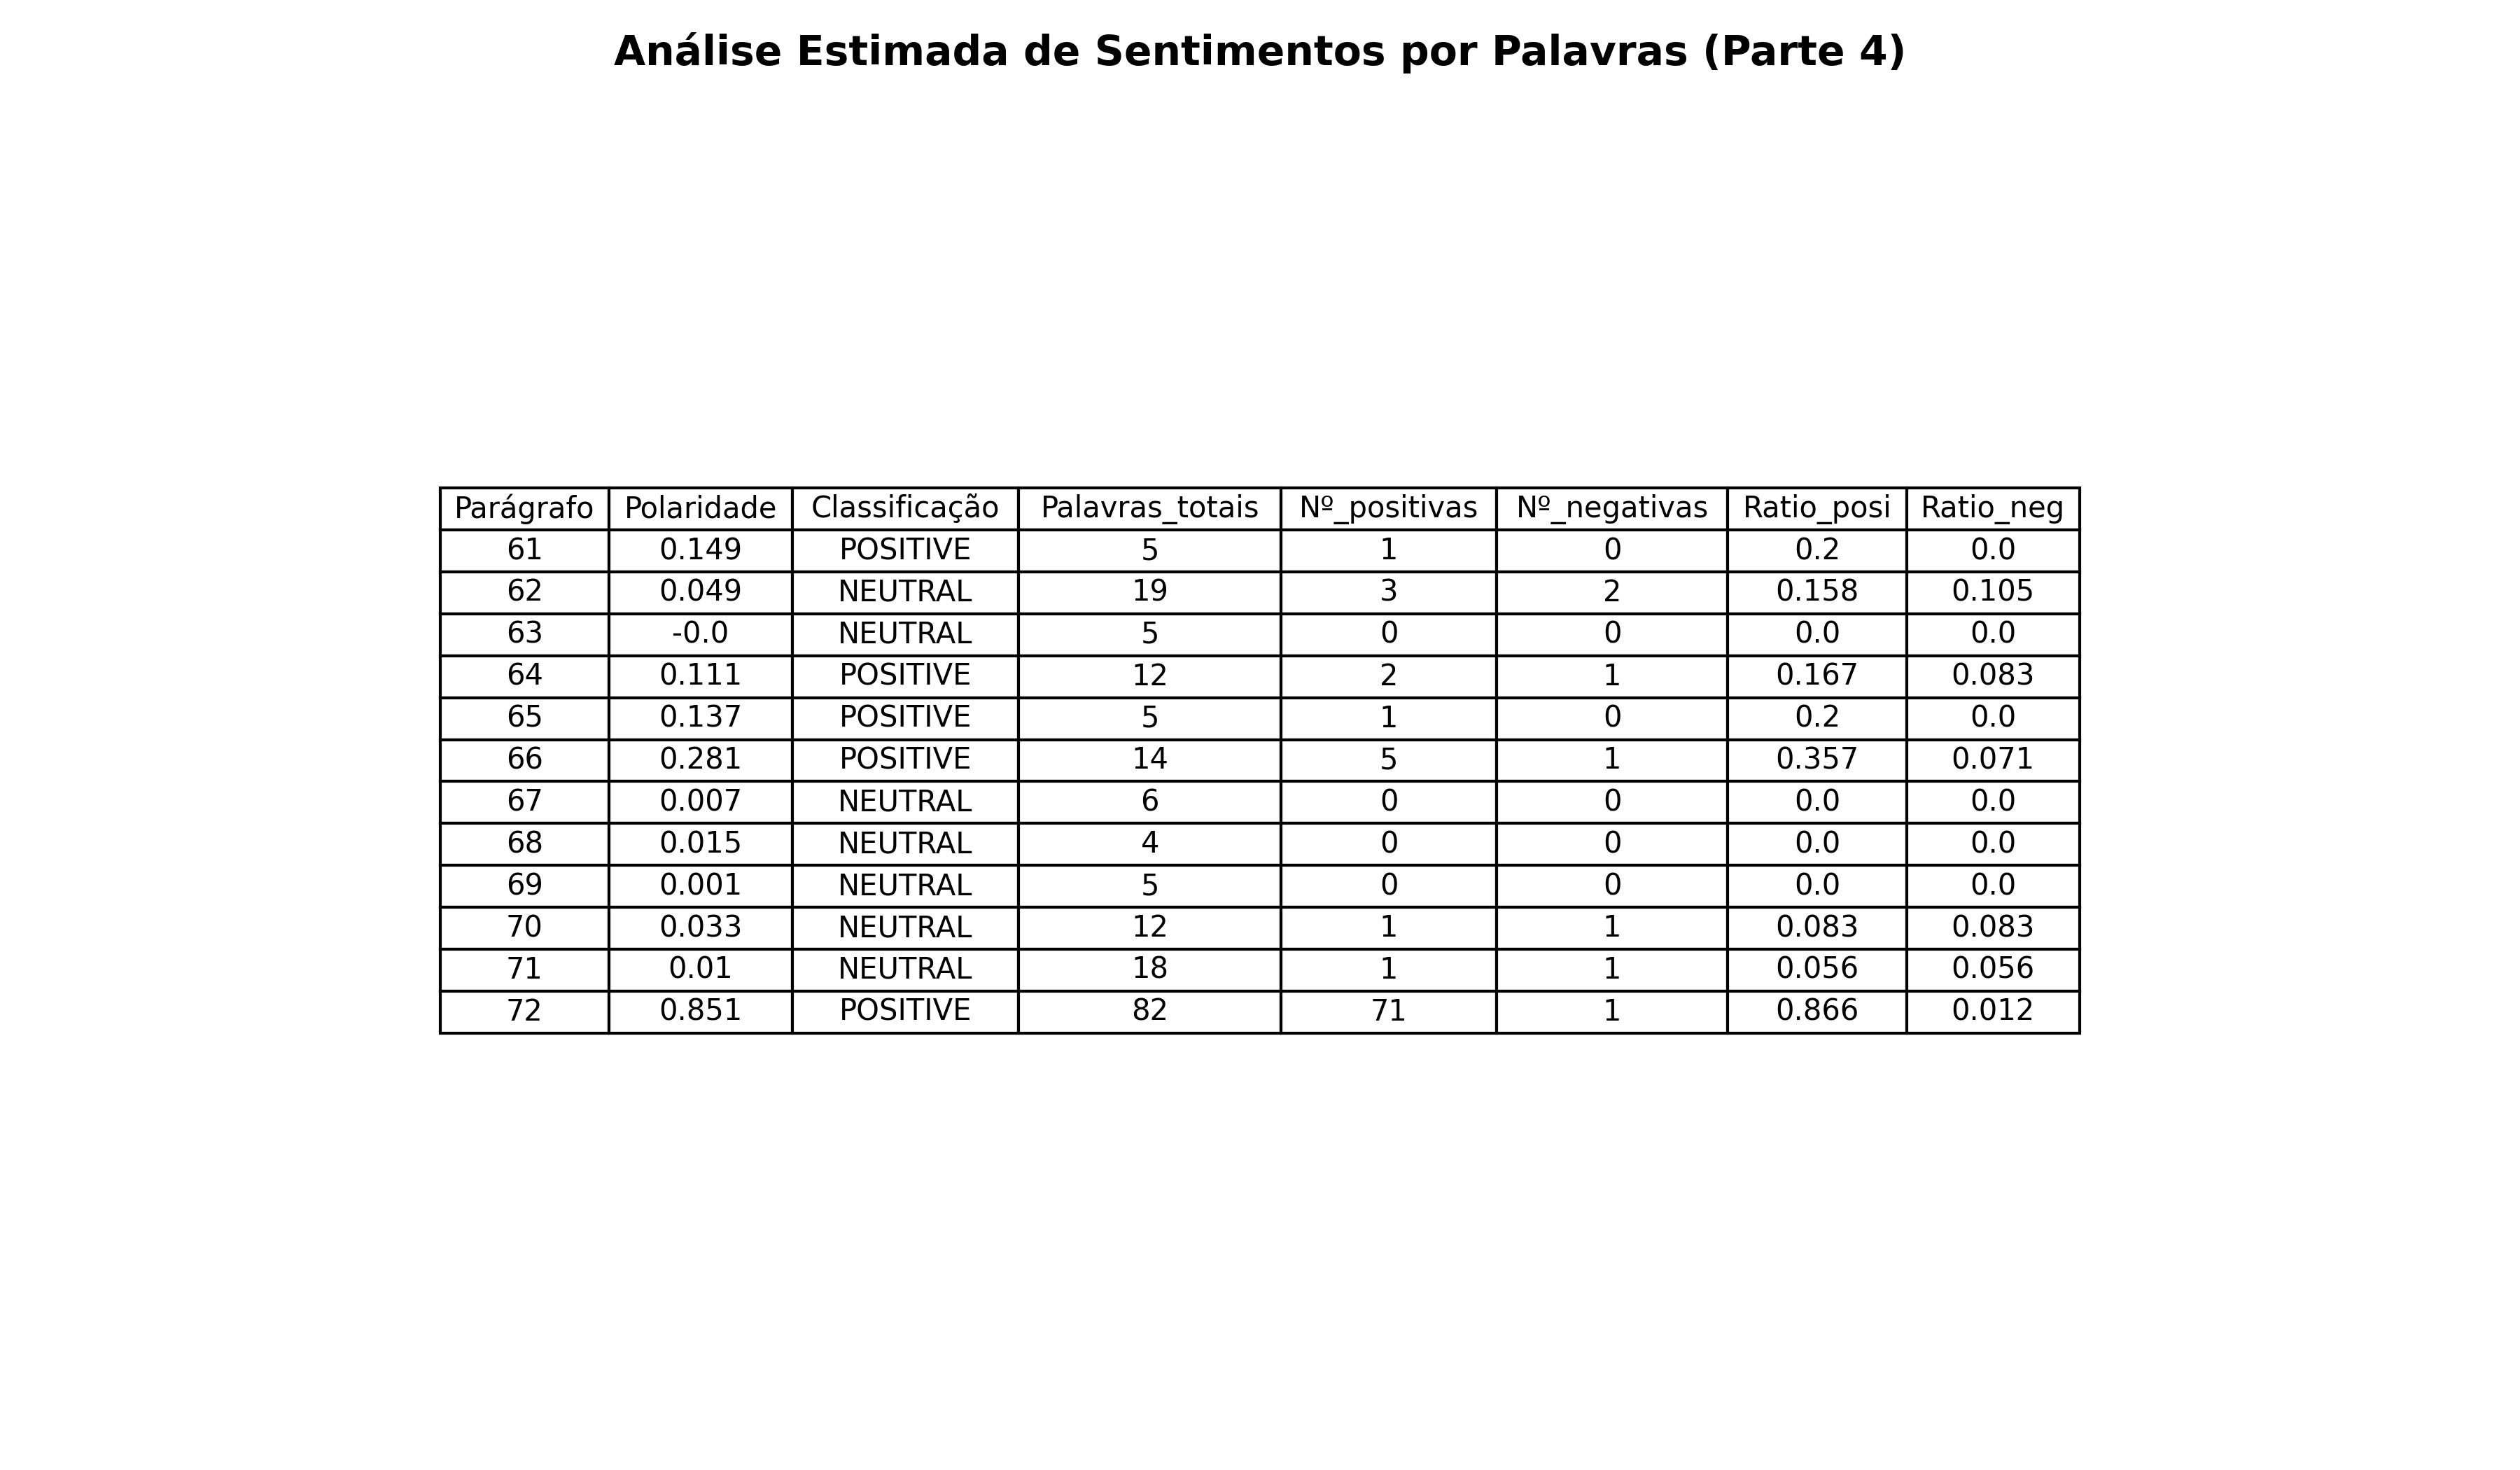 Análise Estimada de Sentimentos por Palavras (Parte 4)
Parágrafo Polaridade Classificação Palavras_totais Nº_positivas Nº_negativas Ratio_posi Ratio_neg
61 0.149 POSITIVE 5 1 0 0.2 0.0
62 0.049 NEUTRAL 19 3 2 0.158 0.105
63 -0.0 NEUTRAL 5 0 0 0.0 0.0
64 0.111 POSITIVE 12 2 1 0.167 0.083
65 0.137 POSITIVE 5 1 0 0.2 0.0
66 0.281 POSITIVE 14 5 1 0.357 0.071
67 0.007 NEUTRAL 6 0 0 0.0 0.0
68 0.015 NEUTRAL 4 0 0 0.0 0.0
69 0.001 NEUTRAL 5 0 0 0.0 0.0
70 0.033 NEUTRAL 12 1 1 0.083 0.083
71 0.01 NEUTRAL 18 1 1 0.056 0.056
72 0.851 POSITIVE 82 71 1 0.866 0.012